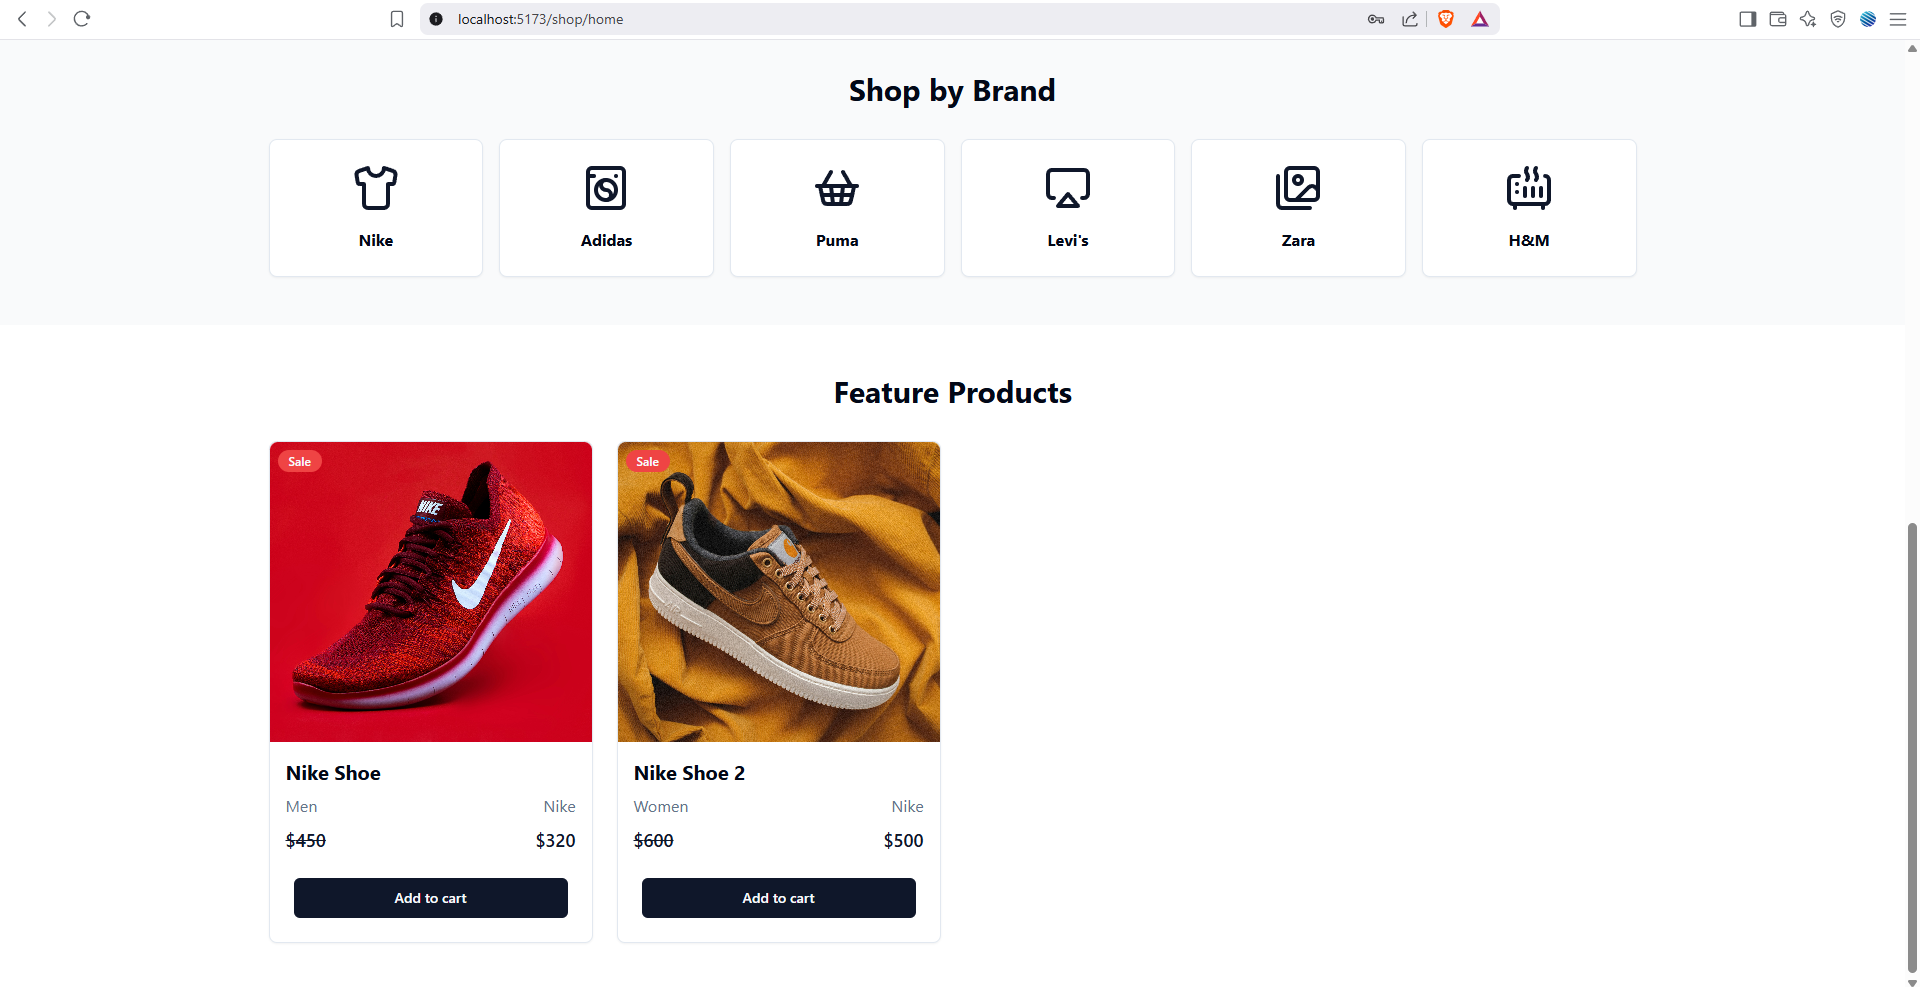 localhost:5173/shop/home
Shop by Brand
Nike
Adidas
Puma
Levi's
Zara
H&M
Feature Products
Sale
Sale
NIKE
Nike Shoe
Nike Shoe 2
Men
Nike
Women
Nike
$450
$320
$600
$500
Add to cart
Add to cart